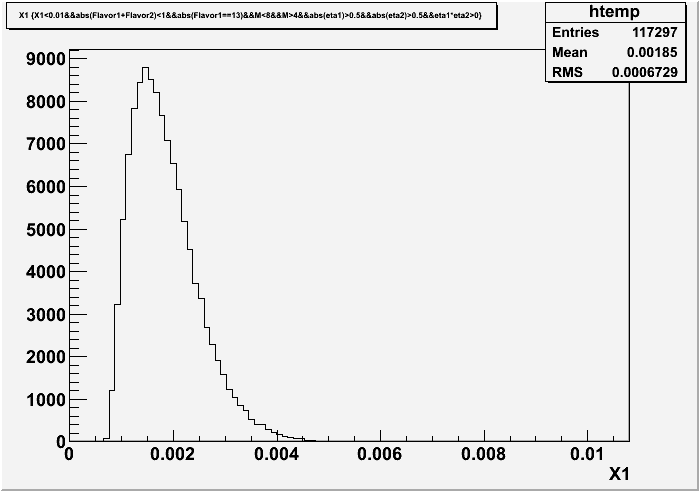 X1 {X1<0.01&&abs(Flavor1+Flavor2)<1&&abs(Flavor1==13)&&M<8&&M>4&&abs(eta1)>0.5&&abs(eta2)>0.5&&eta1*eta2>0}
htemp
Entries 117297
Mean 0.00185
RMS 0.0006729
9000
8000
7000
6000
5000
4000
3000
2000
1000
0
0 0.002 0.004 0.006 0.008 0.01
X1